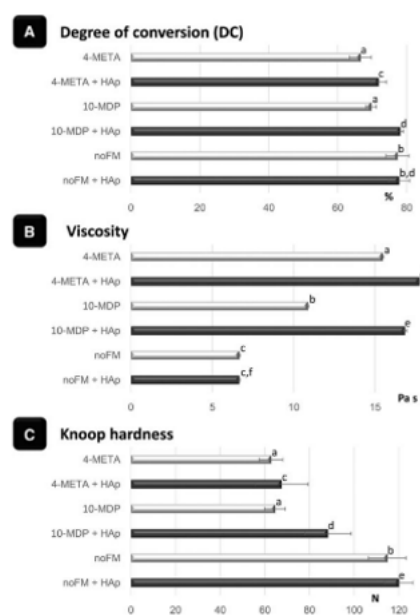 A Degree of conversion (DC)
4-META a
4-META + HAp c
10-MDP a
10-MDP + HAp d
noFM b
noFM + HAp b,d
0 20 40 60 80
%
B Viscosity
4-META a
4-META + HAp
10-MDP b
10-MDP + HAp e
noFM c
noFM + HAp c,f
0 5 10 15 Pa s
C Knoop hardness
4-META a
4-META + HAp c
10-MDP a
10-MDP + HAp d
noFM b
noFM + HAp e
0 20 40 60 80 100 120
N